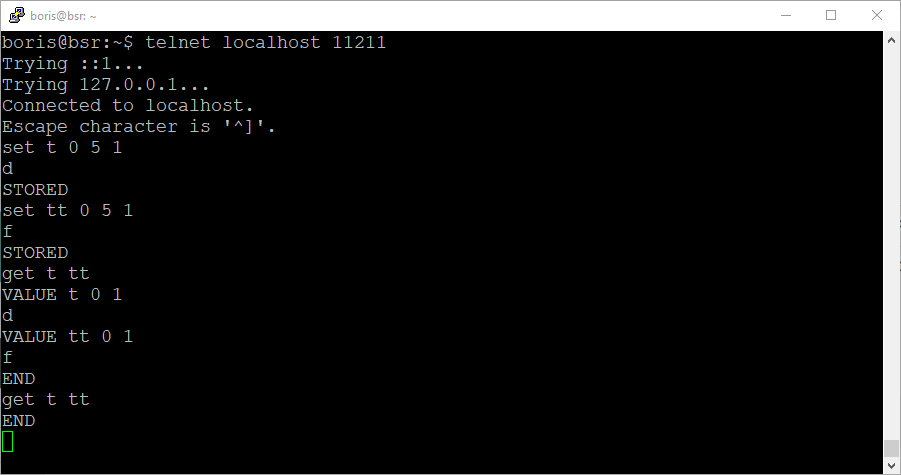 boris@bsr: ~
boris@bsr:~$ telnet localhost 11211
Trying ::1...
Trying 127.0.0.1...
Connected to localhost.
Escape character is '^]'.
set t 0 5 1
d
STORED
set tt 0 5 1
f
STORED
get t tt
VALUE t 0 1
d
VALUE tt 0 1
f
END
get t tt
END